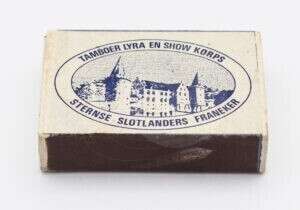 TAMBOER LYRA EN SHOW KORPS
STERNSE SLOTLANDERS FRANEKER